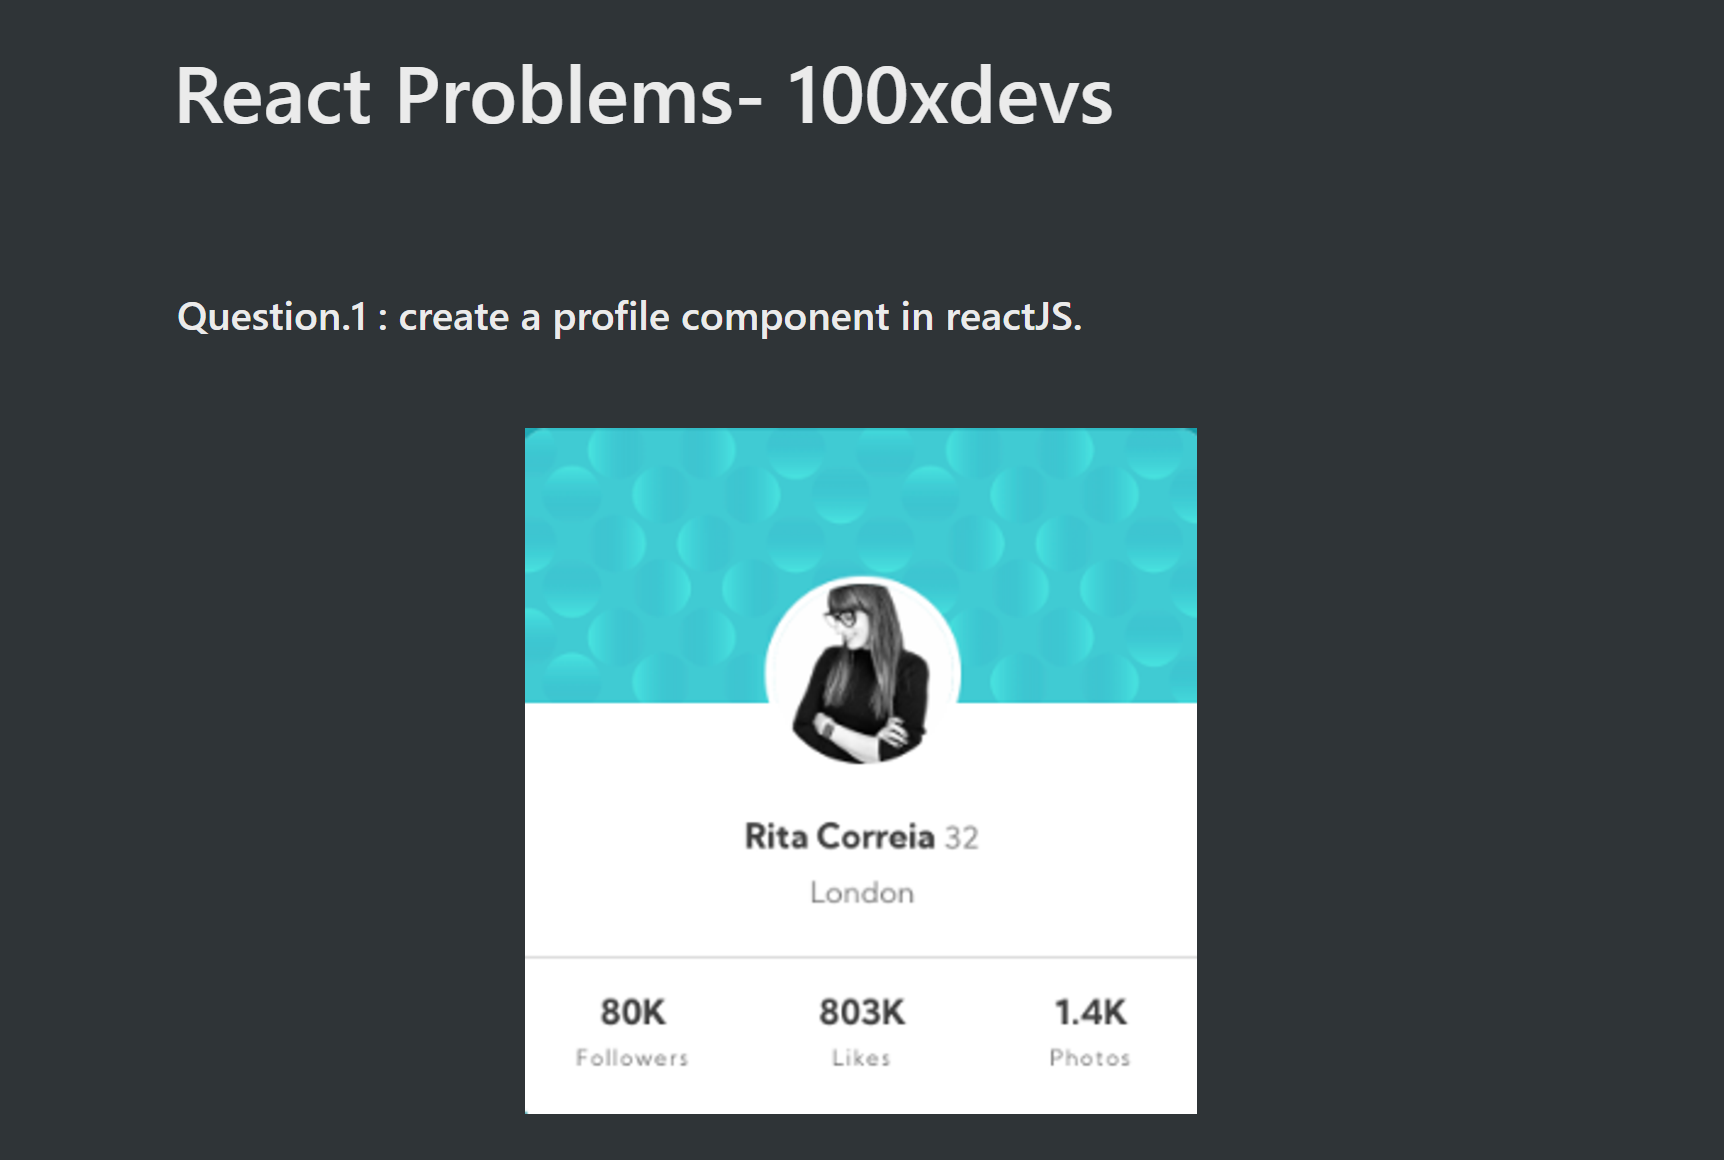 React Problems- 100xdevs
Question.1 : create a profile component in reactJS.
Rita Correia 32
London
80K 803K 1.4K
Followers Likes Photos